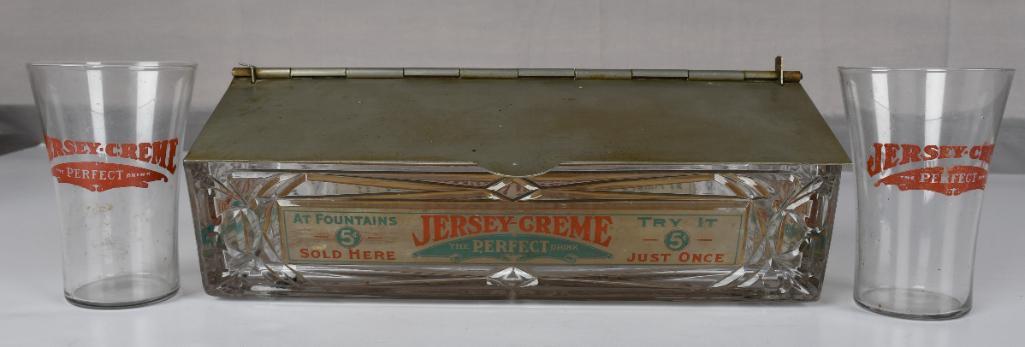 JERSEY-CREME
THE PERFECT DRINK
AT FOUNTAINS
5¢
SOLD HERE
JERSEY-CREME
THE PERFECT DRINK
TRY IT
5¢
JUST ONCE
JERSEY-CREME
THE PERFECT